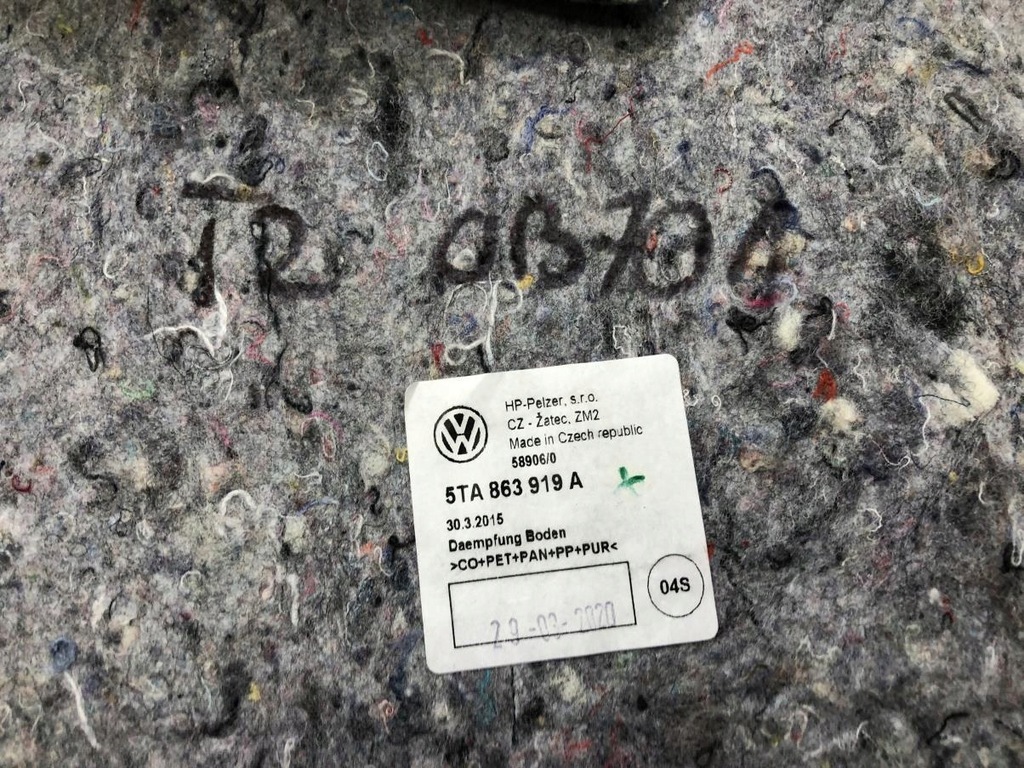 TR
HP-Pelzer, s.r.o.
CZ - Žatec, ZM2
Made in Czech republic
58906/0
5TA 863 919 A
30.3.2015
Daempfung Boden
>CO+PET+PAN+PP+PUR<
04S
29 -03- 2020